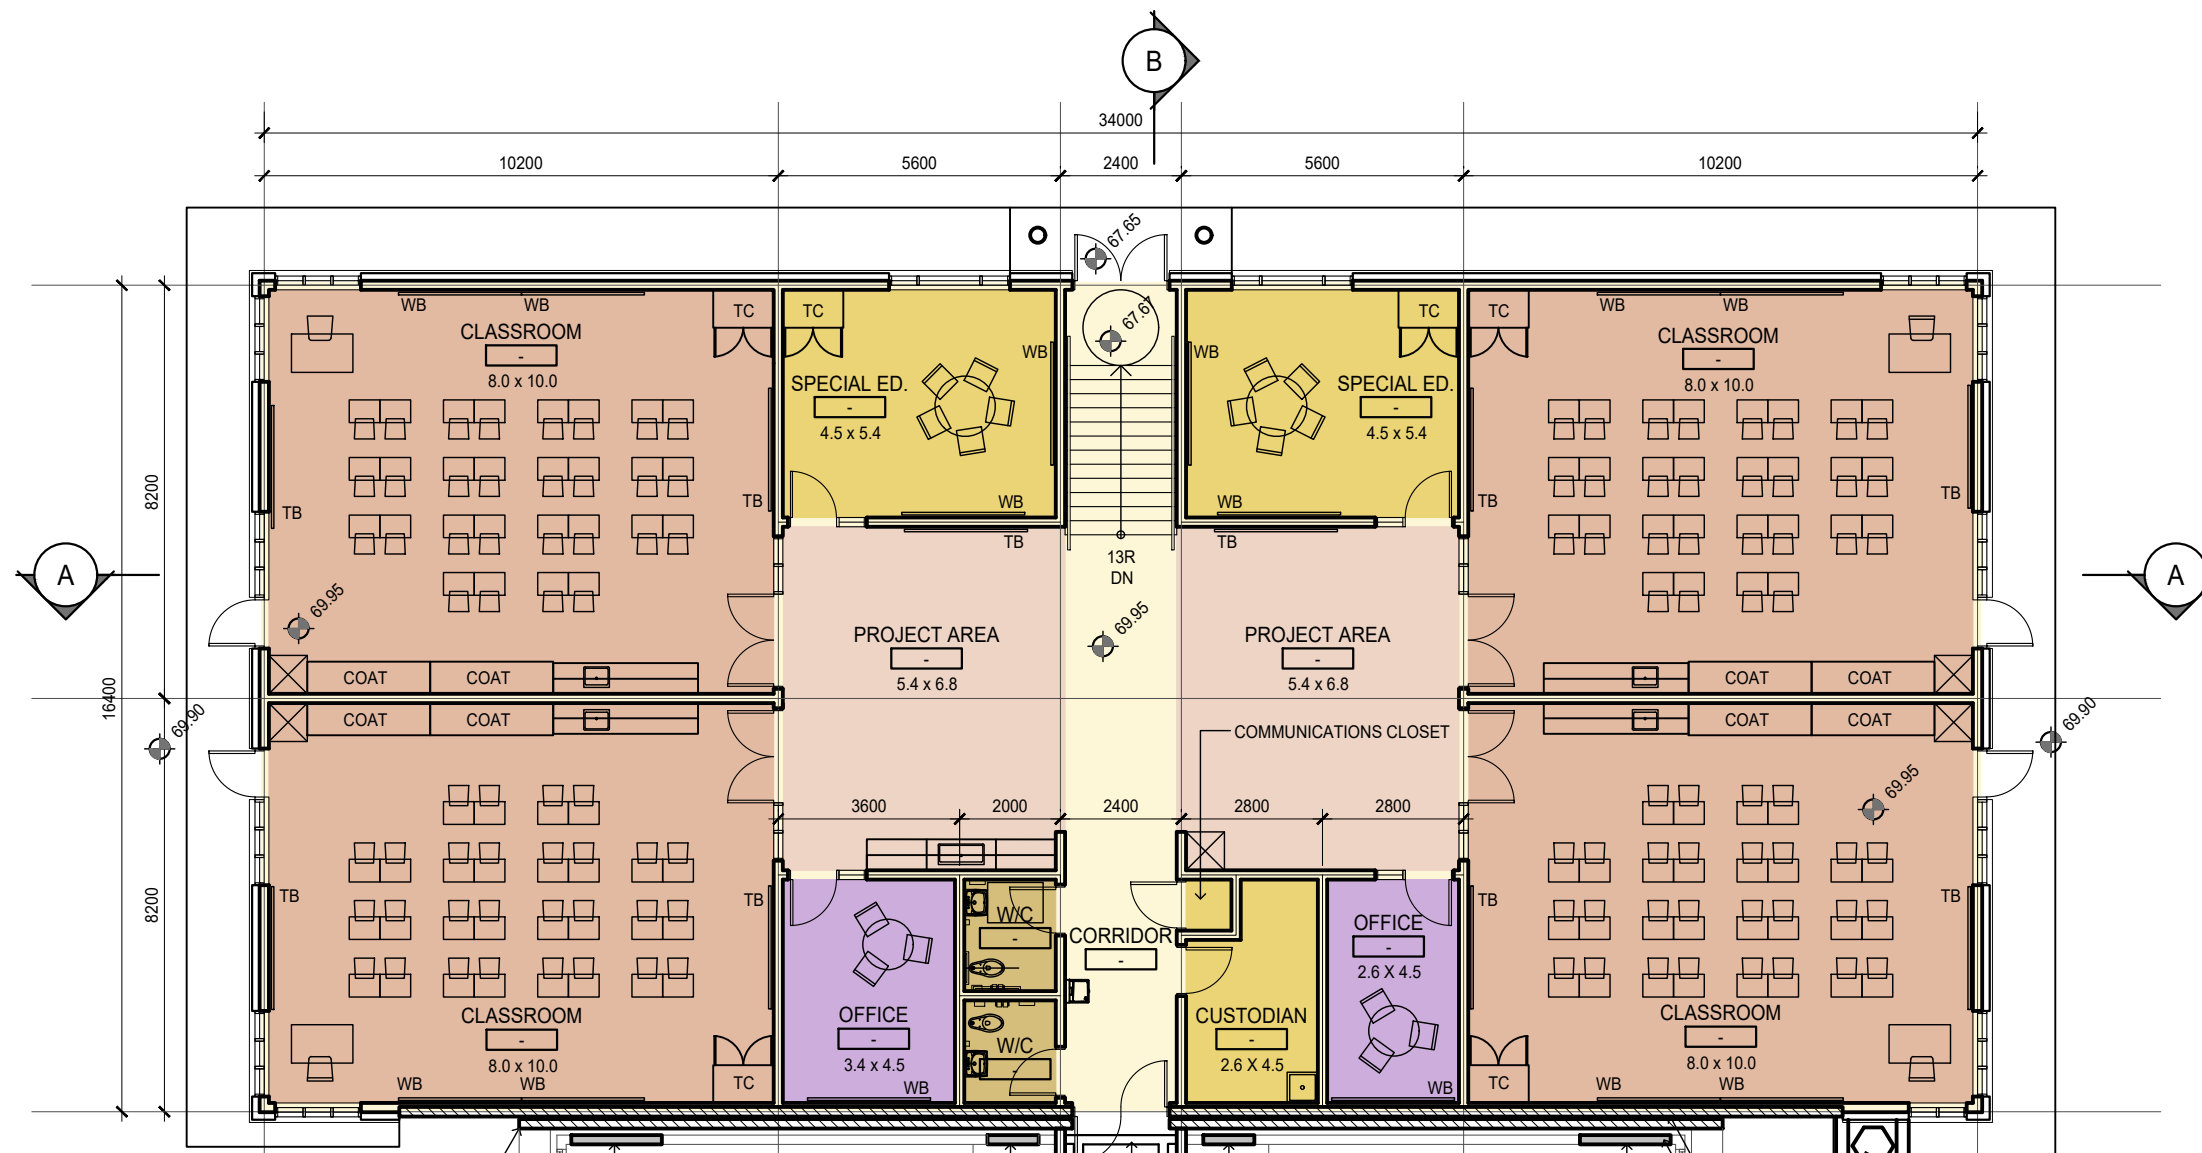 B
34000
10200
5600
2400
5600
10200
67.65
WB
WB
TC
TC
67.67
TC
TC
WB
WB
CLASSROOM
-
8.0 x 10.0
CLASSROOM
-
8.0 x 10.0
WB
WB
SPECIAL ED.
-
4.5 x 5.4
SPECIAL ED.
-
4.5 x 5.4
8200
TB
TB
WB
WB
TB
TB
TB
TB
13R
DN
A
A
69.95
69.95
PROJECT AREA
-
5.4 x 6.8
PROJECT AREA
-
5.4 x 6.8
COAT
COAT
COAT
COAT
16400
69.90
COAT
COAT
COMMUNICATIONS CLOSET
COAT
COAT
69.90
69.95
3600
2000
2400
2800
2800
8200
TB
TB
TB
TB
W/C
-
CORRIDOR
-
OFFICE
-
2.6 X 4.5
CLASSROOM
-
8.0 x 10.0
OFFICE
-
3.4 x 4.5
W/C
-
CUSTODIAN
-
2.6 X 4.5
CLASSROOM
-
8.0 x 10.0
WB
WB
TC
WB
WB
TC
WB
WB